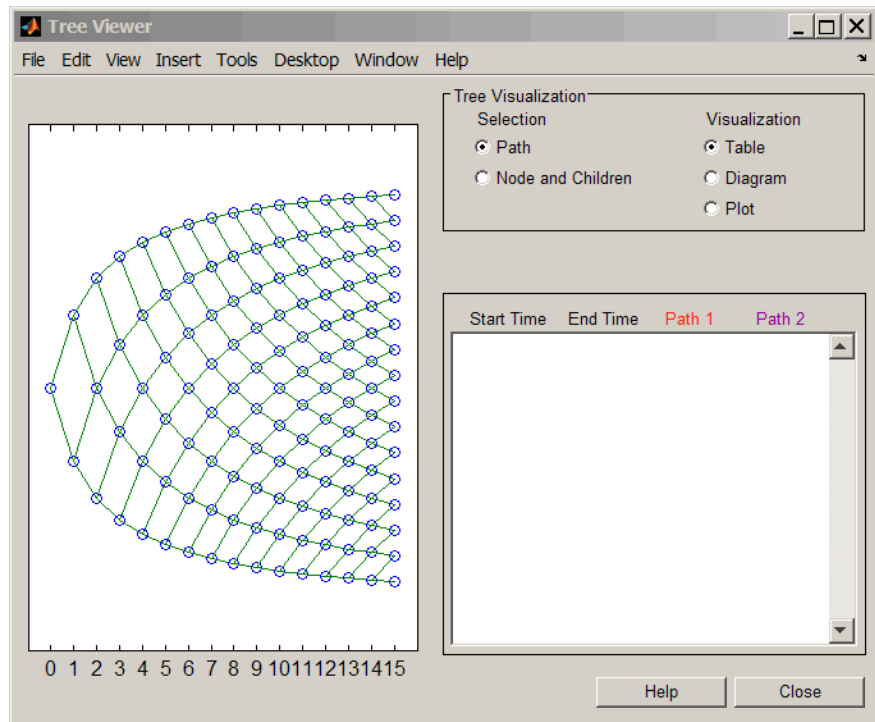 Tree Viewer
File Edit View Insert Tools Desktop Window Help
Tree Visualization
Selection Visualization
Path Table
Node and Children Diagram
Plot
Start Time End Time Path 1 Path 2
0 1 2 3 4 5 6 7 8 9 10 11 12 13 14 15
Help Close